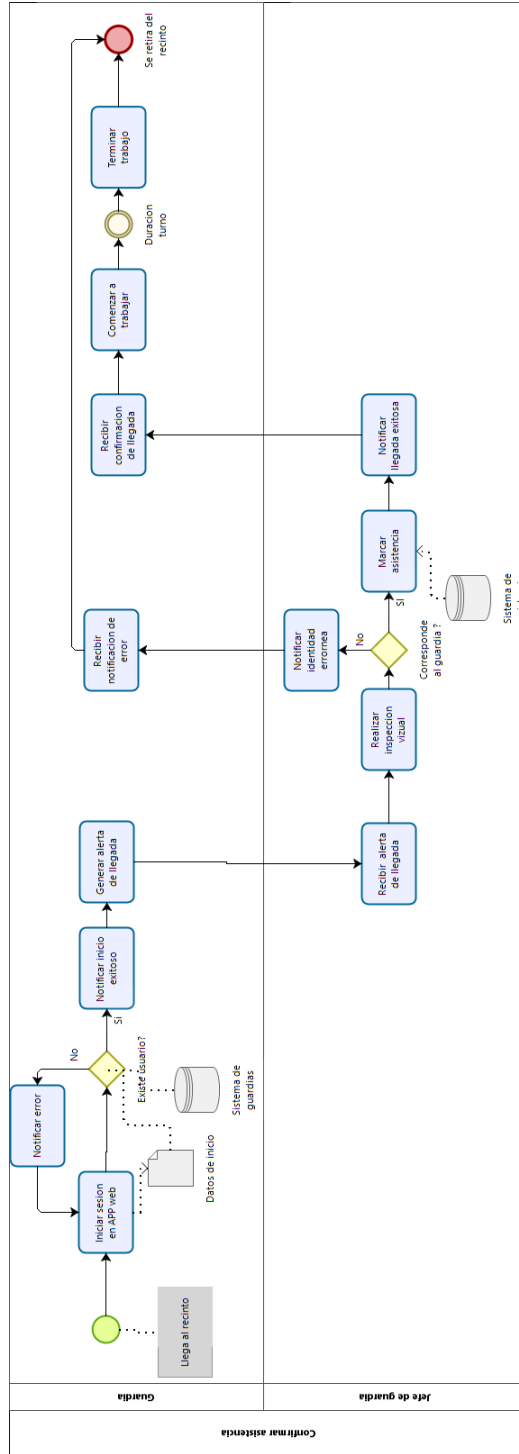 Confirmar asistencia
Guardia
Jefe de guardia
Llega al recinto
Iniciar sesion
en APP web
Notificar error
Datos de inicio
No
Existe usuario?
Si
Sistema de
guardias
Notificar inicio
exitoso
Generar alerta
de llegada
Recibir alerta
de llegada
Realizar
inspeccion
vizual
Corresponde
al guardia ?
No
SI
Notificar
identidad
errornea
Recibir
notificacion de
error
Marcar
asistencia
Sistema de
Notificar
llegada exitosa
Recibir
confirmacion
de llegada
Comenzar a
trabajar
Duracion
turno
Terminar
trabajo
Se retira del
recinto